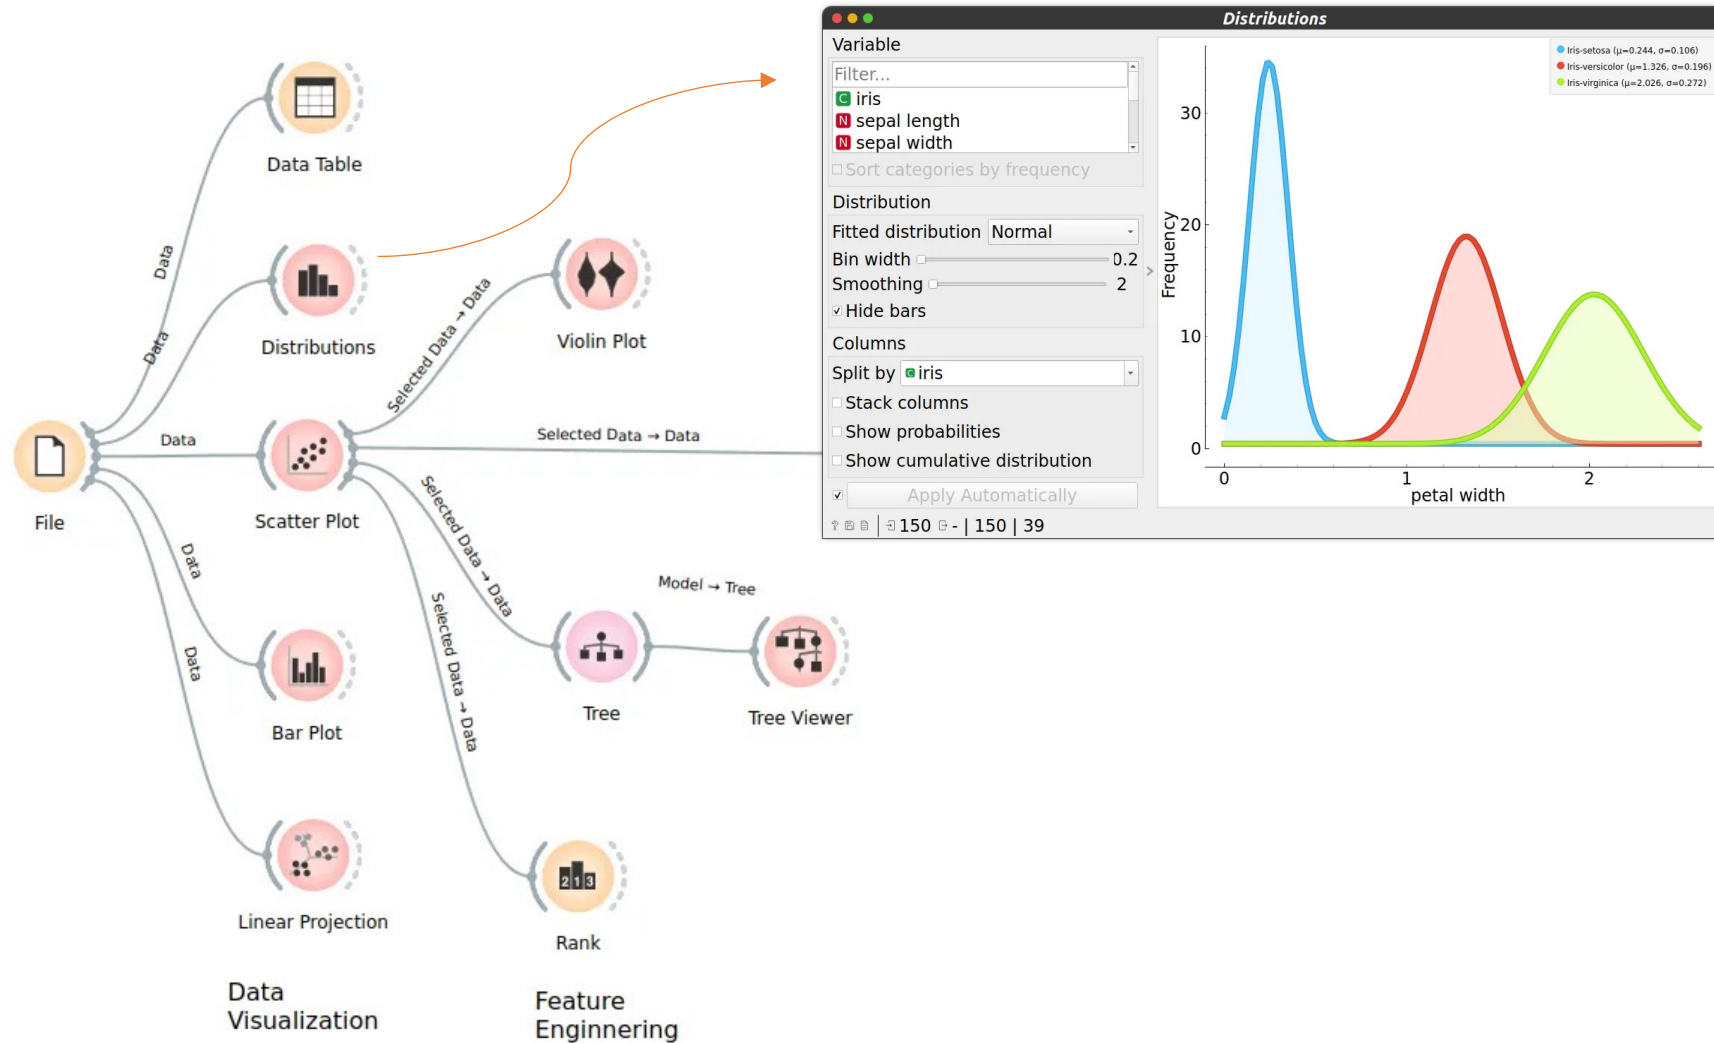 Data Table
Data
Distributions
Data
File
Data
Scatter Plot
Data
Bar Plot
Data
Linear Projection
Selected Data → Data
Violin Plot
Selected Data → Data
Selected Data → Data
Tree
Model → Tree
Tree Viewer
Selected Data → Data
Rank
Data
Visualization
Feature
Enginnering
Distributions
Variable
Filter...
C iris
N sepal length
N sepal width
Sort categories by frequency
Distribution
Fitted distribution Normal
Bin width 0.2
Smoothing 2
Hide bars
Columns
Split by C iris
Stack columns
Show probabilities
Show cumulative distribution
Apply Automatically
? 150 - | 150 | 39
Iris-setosa (μ=0.244, σ=0.106)
Iris-versicolor (μ=1.326, σ=0.196)
Iris-virginica (μ=2.026, σ=0.272)
Frequency
30
20
10
0
0 1 2
petal width